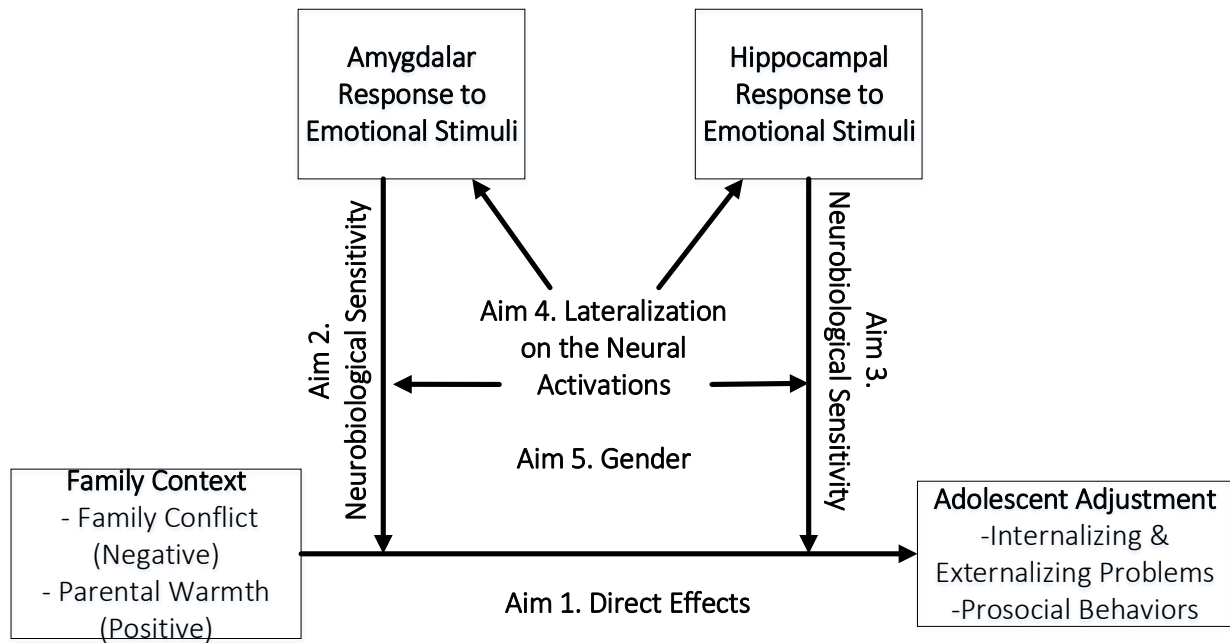 Amygdalar
Response to
Emotional Stimuli
Hippocampal
Response to
Emotional Stimuli
Aim 2.
Neurobiological Sensitivity
Aim 4. Lateralization
on the Neural
Activations
Aim 3.
Neurobiological Sensitivity
Aim 5. Gender
Family Context
- Family Conflict
(Negative)
- Parental Warmth
(Positive)
Adolescent Adjustment
-Internalizing &
Externalizing Problems
-Prosocial Behaviors
Aim 1. Direct Effects